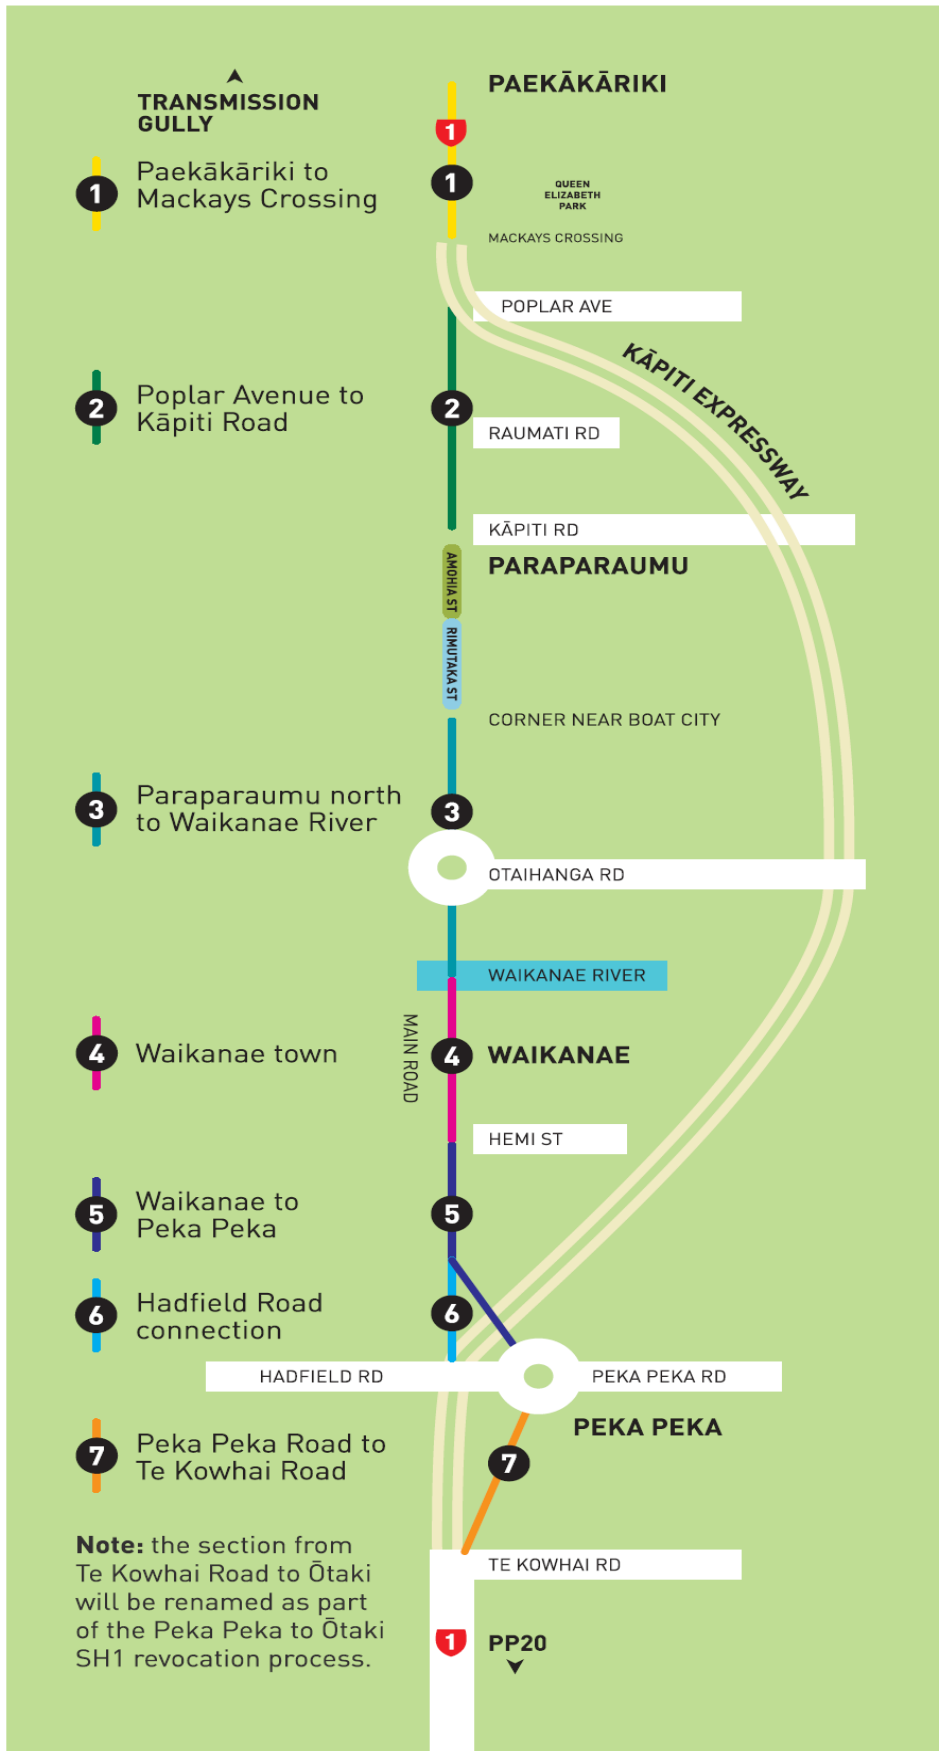 TRANSMISSION
GULLY
PAEKĀKĀRIKI
1
1
Paekākāriki to
Mackays Crossing
1
QUEEN
ELIZABETH
PARK
MACKAYS CROSSING
POPLAR AVE
KĀPITI EXPRESSWAY
2
Poplar Avenue to
Kāpiti Road
2
RAUMATI RD
KĀPITI RD
PARAPARAUMU
AMOHIA ST
RIMUTAKA ST
CORNER NEAR BOAT CITY
3
Paraparaumu north
to Waikanae River
3
OTAIHANGA RD
WAIKANAE RIVER
MAIN ROAD
4
Waikanae town
4
WAIKANAE
HEMI ST
5
Waikanae to
Peka Peka
5
6
Hadfield Road
connection
6
HADFIELD RD
PEKA PEKA RD
PEKA PEKA
7
Peka Peka Road to
Te Kowhai Road
7
Note: the section from
Te Kowhai Road to Ōtaki
will be renamed as part
of the Peka Peka to Ōtaki
SH1 revocation process.
TE KOWHAI RD
1
PP20